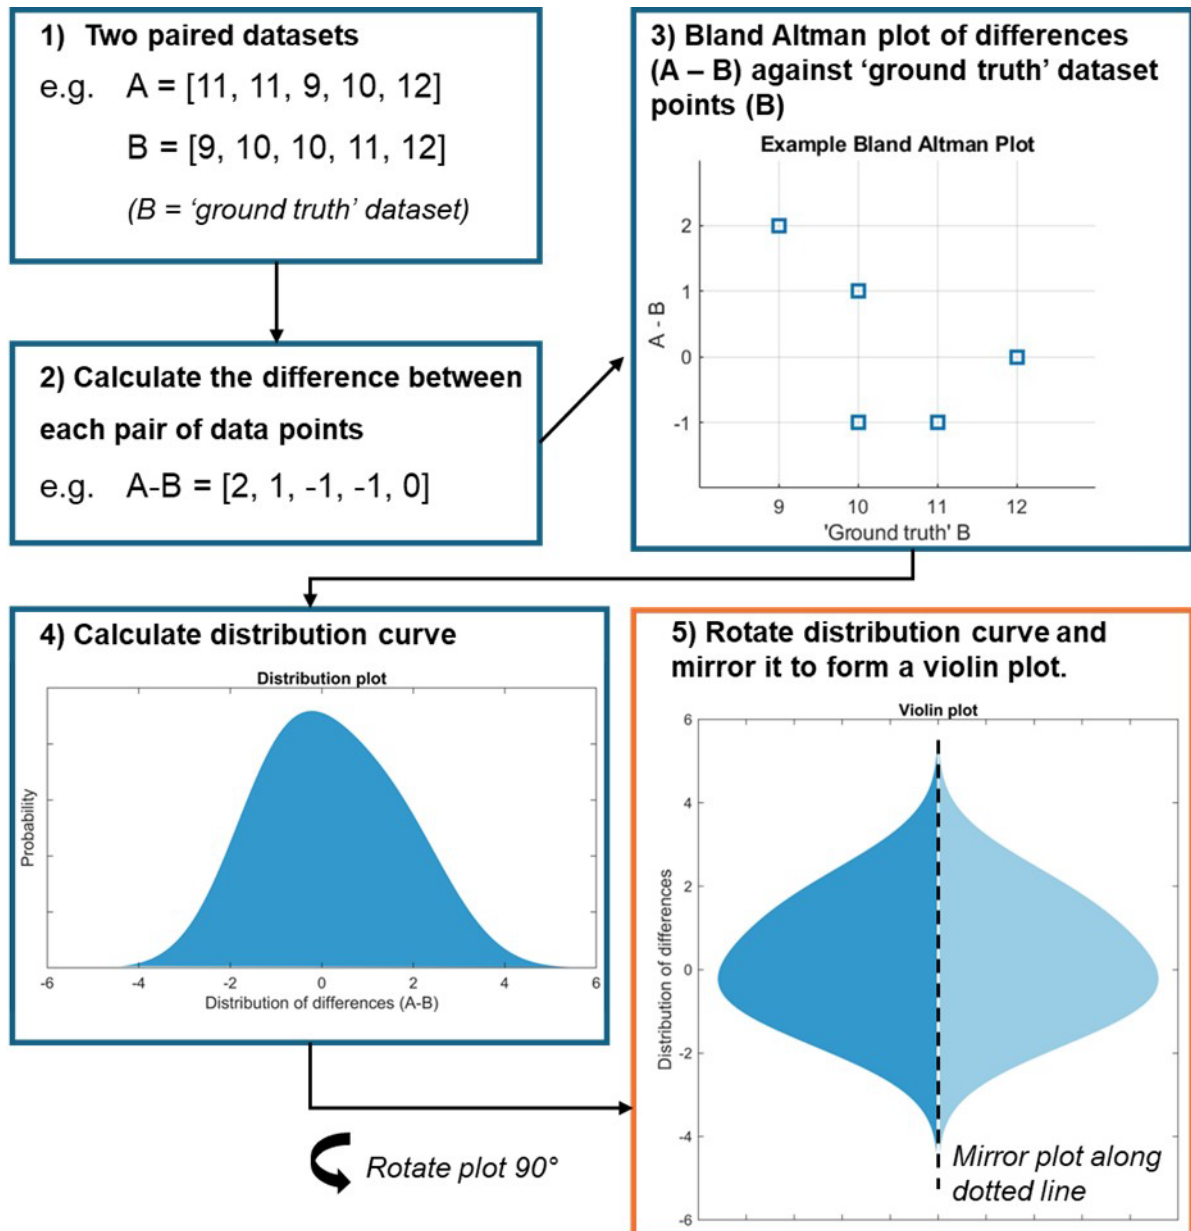 1) Two paired datasets
e.g. A = [11, 11, 9, 10, 12]
B = [9, 10, 10, 11, 12]
(B = ‘ground truth’ dataset)
2) Calculate the difference between
each pair of data points
e.g. A-B = [2, 1, -1, -1, 0]
3) Bland Altman plot of differences
(A – B) against ‘ground truth’ dataset
points (B)
Example Bland Altman Plot
A - B
2
1
0
-1
9 10 11 12
'Ground truth' B
4) Calculate distribution curve
Distribution plot
Probability
-6 -4 -2 0 2 4 6
Distribution of differences (A-B)
Rotate plot 90°
5) Rotate distribution curve and
mirror it to form a violin plot.
Violin plot
Distribution of differences
6
4
2
0
-2
-4
-6
Mirror plot along
dotted line